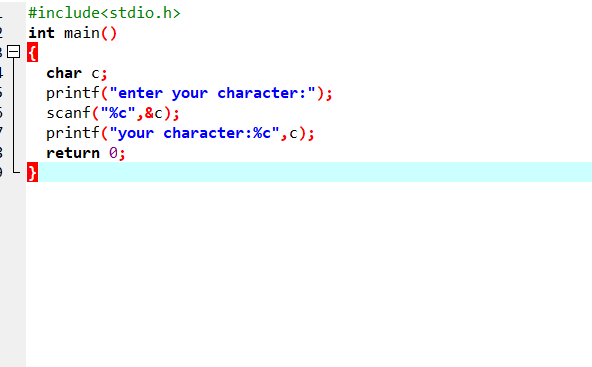 #include<stdio.h>
int main()
{
char c;
printf("enter your character:");
scanf("%c",&c);
printf("your character:%c",c);
return 0;
}